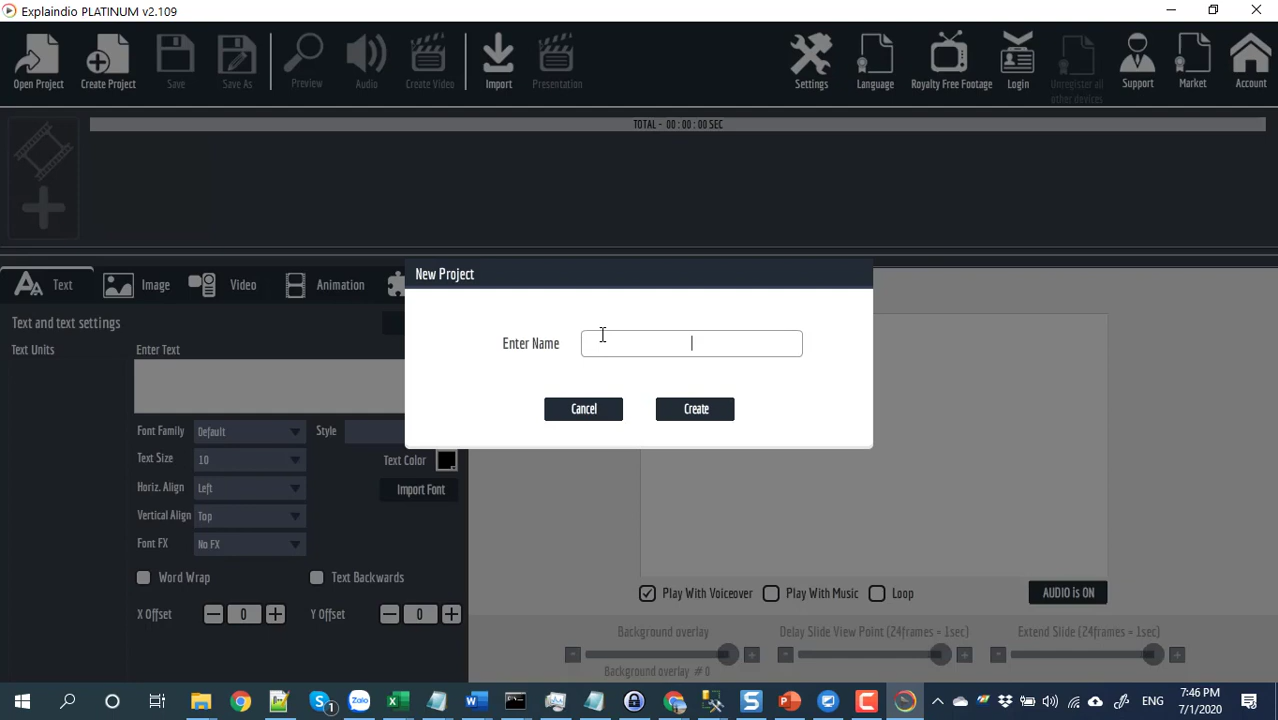 Explaindio PLATINUM v2.109
Open Project
Create Project
Save
Save As
Preview
Audio
Create Video
Import
Presentation
Settings
Language
Royalty Free Footage
Login
Unregister all
other devices
Support
Market
Account
TOTAL - 00 : 00 : 00 SEC
Text
Image
Video
Animation
New Project
Enter Name
Cancel
Create
Text and text settings
Text Units
Enter Text
Font Family
Default
Style
Text Size
10
Text Color
Horiz. Align
Left
Import Font
Vertical Align
Top
Font FX
No FX
Word Wrap
Text Backwards
X Offset
0
Y Offset
0
Play With Voiceover
Play With Music
Loop
AUDIO is ON
Background overlay
Delay Slide View Point (24frames = 1sec)
Extend Slide (24frames = 1sec)
Background overlay # 0
1
Zalo
ENG
7:46 PM
7/1/2020